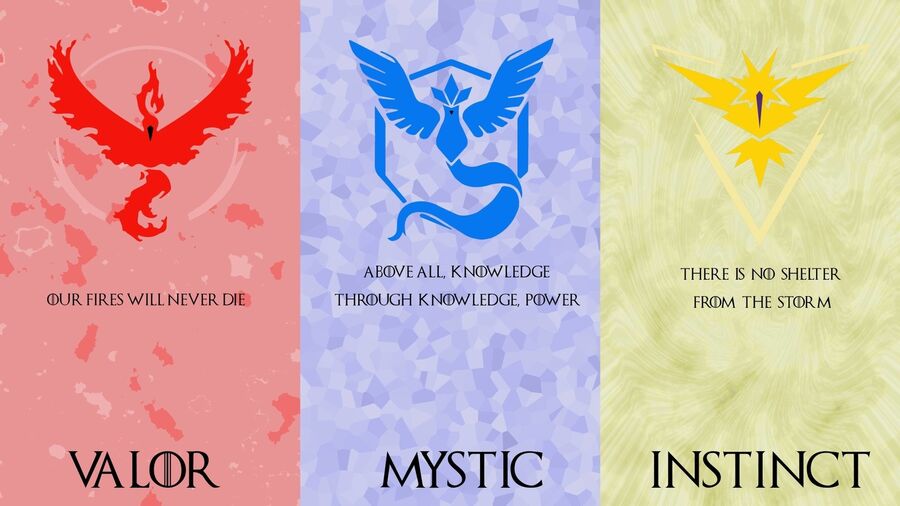 OUR FIRES WILL NEVER DIE
VALOR
ABOVE ALL, KNOWLEDGE
THROUGH KNOWLEDGE, POWER
MYSTIC
THERE IS NO SHELTER
FROM THE STORM
INSTINCT